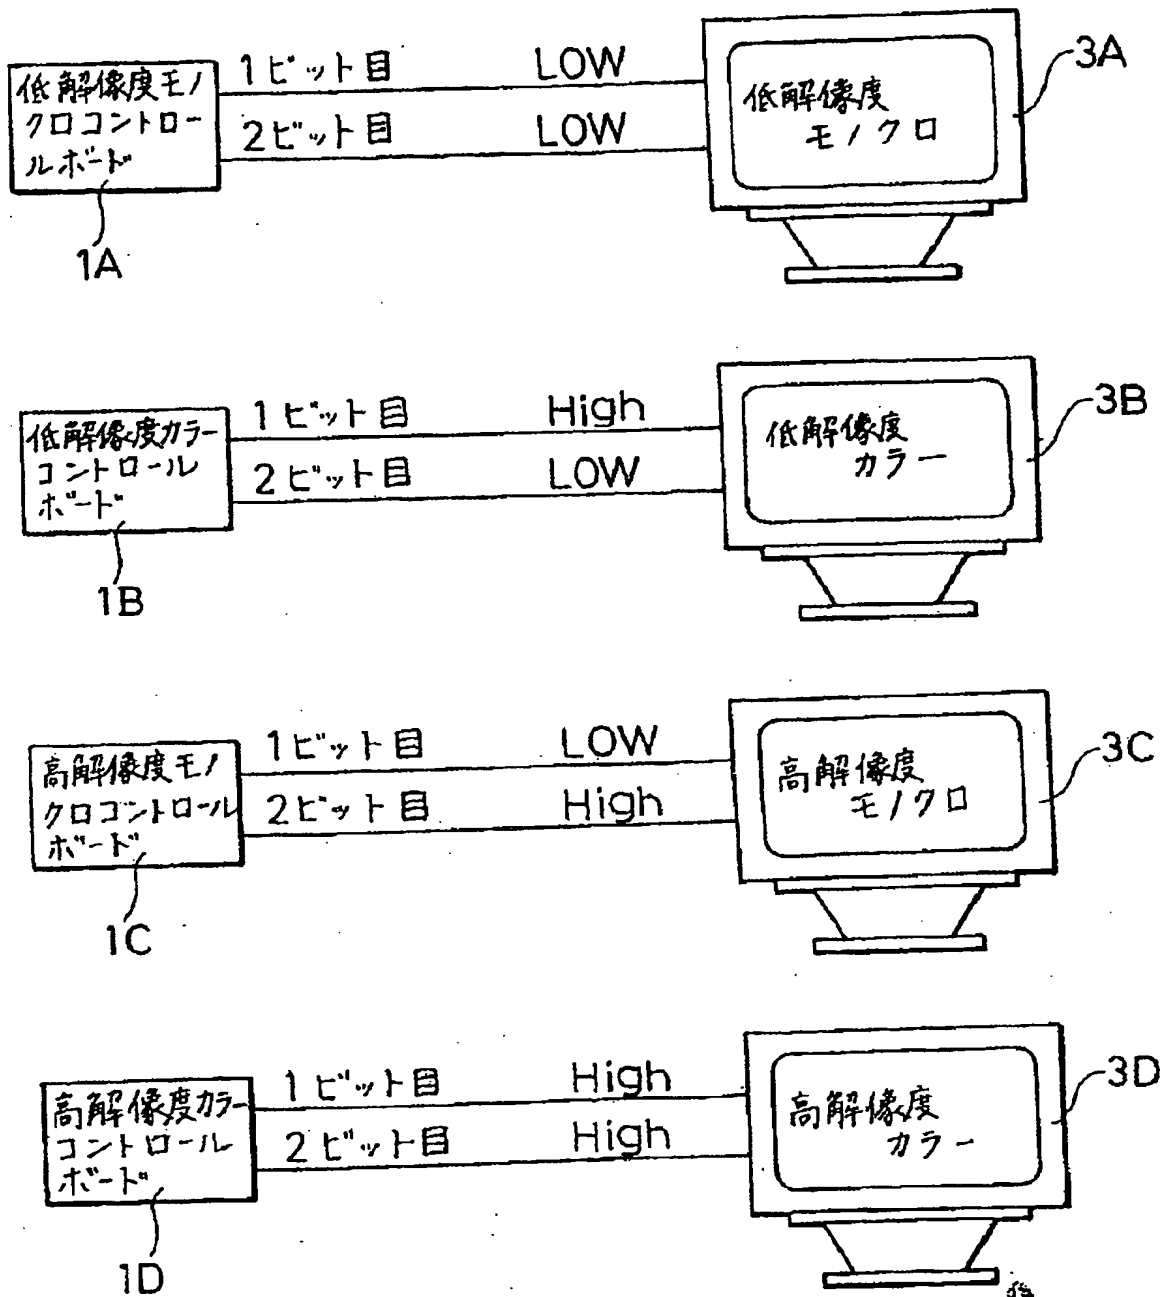 低解像度モノ
クロコントロー
ルボード
1A
1ビット目 LOW
2ビット目 LOW
低解像度
モノクロ
3A
低解像度カラー
コントロール
ボード
1B
1ビット目 High
2ビット目 LOW
低解像度
カラー
3B
高解像度モノ
クロコントロール
ボード
1C
1ビット目 LOW
2ビット目 High
高解像度
モノクロ
3C
高解像度カラー
コントロール
ボード
1D
1ビット目 High
2ビット目 High
高解像度
カラー
3D